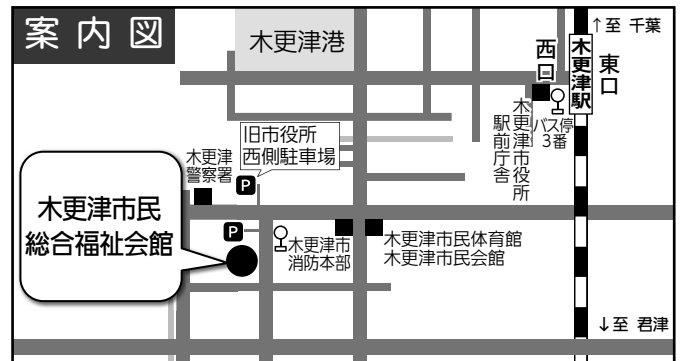 案内図
木更津港
↑至 千葉
西口
木更津駅
東口
バス停
3番
木更津市役所
駅前庁舎
旧市役所
西側駐車場
木更津
警察署
P
木更津市民
総合福祉会館
P
木更津市
消防本部
木更津市民体育館
木更津市民会館
↓至 君津